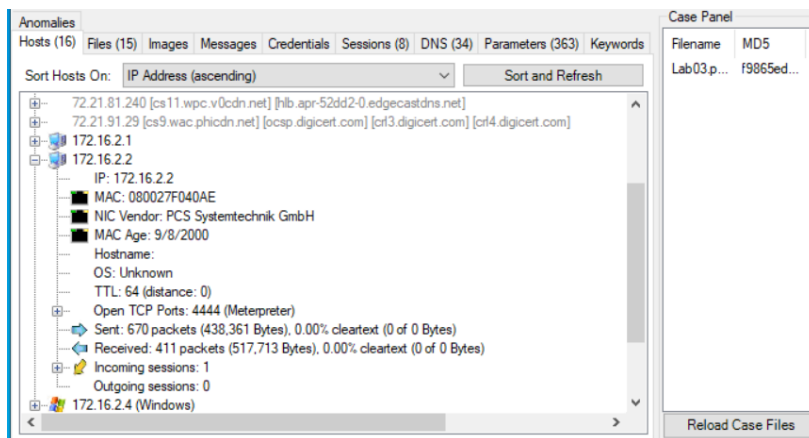 Anomalies
Hosts (16) Files (15) Images Messages Credentials Sessions (8) DNS (34) Parameters (363) Keywords
Sort Hosts On: IP Address (ascending) Sort and Refresh
72.21.81.240 [cs11.wpc.v0cdn.net] [hlb.apr-52dd2-0.edgecastdns.net]
72.21.91.29 [cs9.wac.phicdn.net] [ocsp.digicert.com] [crl3.digicert.com] [crl4.digicert.com]
172.16.2.1
172.16.2.2
IP: 172.16.2.2
MAC: 080027F040AE
NIC Vendor: PCS Systemtechnik GmbH
MAC Age: 9/8/2000
Hostname:
OS: Unknown
TTL: 64 (distance: 0)
Open TCP Ports: 4444 (Meterpreter)
Sent: 670 packets (438,361 Bytes), 0.00% cleartext (0 of 0 Bytes)
Received: 411 packets (517,713 Bytes), 0.00% cleartext (0 of 0 Bytes)
Incoming sessions: 1
Outgoing sessions: 0
172.16.2.4 (Windows)
Case Panel
Filename MD5
Lab03.p... f9865ed...
Reload Case Files